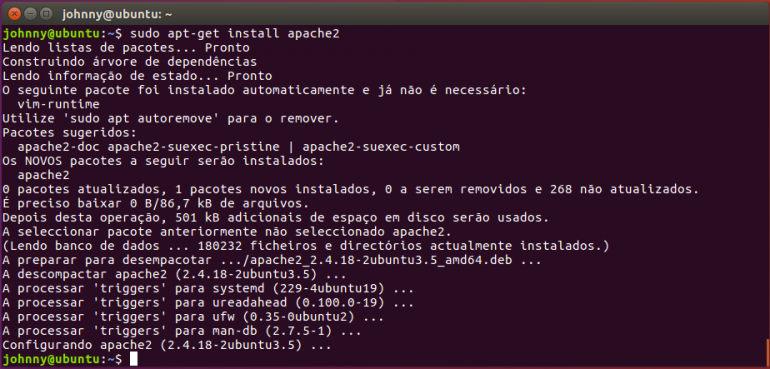 johnny@ubuntu: ~
johnny@ubuntu:~$ sudo apt-get install apache2
Lendo listas de pacotes... Pronto
Construindo árvore de dependências
Lendo informação de estado... Pronto
O seguinte pacote foi instalado automaticamente e já não é necessário:
  vim-runtime
Utilize 'sudo apt autoremove' para o remover.
Pacotes sugeridos:
  apache2-doc apache2-suexec-pristine | apache2-suexec-custom
Os NOVOS pacotes a seguir serão instalados:
  apache2
0 pacotes atualizados, 1 pacotes novos instalados, 0 a serem removidos e 268 não atualizados.
É preciso baixar 0 B/86,7 kB de arquivos.
Depois desta operação, 501 kB adicionais de espaço em disco serão usados.
A seleccionar pacote anteriormente não seleccionado apache2.
(Lendo banco de dados ... 180232 ficheiros e directórios actualmente instalados.)
A preparar para desempacotar .../apache2_2.4.18-2ubuntu3.5_amd64.deb ...
A descompactar apache2 (2.4.18-2ubuntu3.5) ...
A processar 'triggers' para systemd (229-4ubuntu19) ...
A processar 'triggers' para ureadahead (0.100.0-19) ...
A processar 'triggers' para ufw (0.35-0ubuntu2) ...
A processar 'triggers' para man-db (2.7.5-1) ...
Configurando apache2 (2.4.18-2ubuntu3.5) ...
johnny@ubuntu:~$